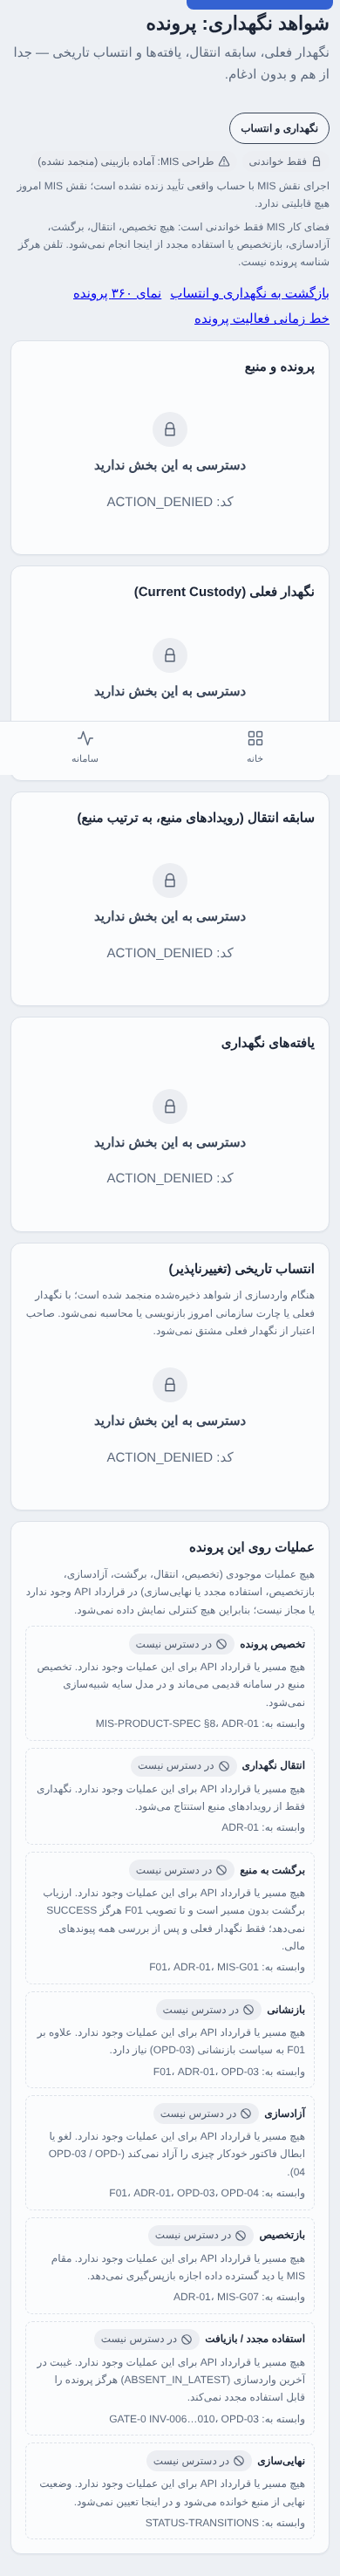 شواهد نگهداری: پرونده
نگهدار فعلی، سابقه انتقال، یافته‌ها و انتساب تاریخی — جدا
از هم و بدون ادغام.
نگهداری و انتساب
فقط خواندنی
طراحی MIS: آماده بازبینی (منجمد نشده)
اجرای نقش MIS با حساب واقعی تأیید زنده نشده است؛ نقش MIS امروز
هیچ قابلیتی ندارد.
فضای کار MIS فقط خواندنی است: هیچ تخصیص، انتقال، برگشت،
آزادسازی، بازتخصیص یا استفاده مجدد از اینجا انجام نمی‌شود. تلفن هرگز
شناسه پرونده نیست.
بازگشت به نگهداری و انتساب نمای ۳۶۰ پرونده
خط زمانی فعالیت پرونده
پرونده و منبع
دسترسی به این بخش ندارید
کد: ACTION_DENIED
نگهدار فعلی (Current Custody)
دسترسی به این بخش ندارید
خانه
سامانه
سابقه انتقال (رویدادهای منبع، به ترتیب منبع)
دسترسی به این بخش ندارید
کد: ACTION_DENIED
یافته‌های نگهداری
دسترسی به این بخش ندارید
کد: ACTION_DENIED
انتساب تاریخی (تغییرناپذیر)
هنگام واردسازی از شواهد ذخیره‌شده منجمد شده است؛ با نگهدار
فعلی یا چارت سازمانی امروز بازنویسی یا محاسبه نمی‌شود. صاحب
اعتبار از نگهدار فعلی مشتق نمی‌شود.
دسترسی به این بخش ندارید
کد: ACTION_DENIED
عملیات روی این پرونده
هیچ عملیات موجودی (تخصیص، انتقال، برگشت، آزادسازی،
بازتخصیص، استفاده مجدد یا نهایی‌سازی) در قرارداد API وجود ندارد
یا مجاز نیست؛ بنابراین هیچ کنترلی نمایش داده نمی‌شود.
تخصیص پرونده در دسترس نیست
هیچ مسیر یا قرارداد API برای این عملیات وجود ندارد. تخصیص
منبع در سامانه قدیمی می‌ماند و در مدل سایه شبیه‌سازی
نمی‌شود.
وابسته به: MIS-PRODUCT-SPEC §8، ADR-01
انتقال نگهداری در دسترس نیست
هیچ مسیر یا قرارداد API برای این عملیات وجود ندارد. نگهداری
فقط از رویدادهای منبع استنتاج می‌شود.
وابسته به: ADR-01
برگشت به منبع در دسترس نیست
هیچ مسیر یا قرارداد API برای این عملیات وجود ندارد. ارزیاب
برگشت بدون مسیر است و تا تصویب F01 هرگز SUCCESS
نمی‌دهد؛ فقط نگهدار فعلی و پس از بررسی همه پیوندهای
مالی.
وابسته به: F01، ADR-01، MIS-G01
بازنشانی در دسترس نیست
هیچ مسیر یا قرارداد API برای این عملیات وجود ندارد. علاوه بر
F01 به سیاست بازنشانی (OPD-03) نیاز دارد.
وابسته به: F01، ADR-01، OPD-03
آزادسازی در دسترس نیست
هیچ مسیر یا قرارداد API برای این عملیات وجود ندارد. لغو یا
ابطال فاکتور خودکار چیزی را آزاد نمی‌کند (OPD-03 / OPD-
04).
وابسته به: F01، ADR-01، OPD-03، OPD-04
بازتخصیص در دسترس نیست
هیچ مسیر یا قرارداد API برای این عملیات وجود ندارد. مقام
MIS یا دید گسترده داده اجازه بازپس‌گیری نمی‌دهد.
وابسته به: ADR-01، MIS-G07
استفاده مجدد / بازیافت در دسترس نیست
هیچ مسیر یا قرارداد API برای این عملیات وجود ندارد. غیبت در
آخرین واردسازی (ABSENT_IN_LATEST) هرگز پرونده را
قابل استفاده مجدد نمی‌کند.
وابسته به: GATE-0 INV-006…010، OPD-03
نهایی‌سازی در دسترس نیست
هیچ مسیر یا قرارداد API برای این عملیات وجود ندارد. وضعیت
نهایی از منبع خوانده می‌شود و در اینجا تعیین نمی‌شود.
وابسته به: STATUS-TRANSITIONS